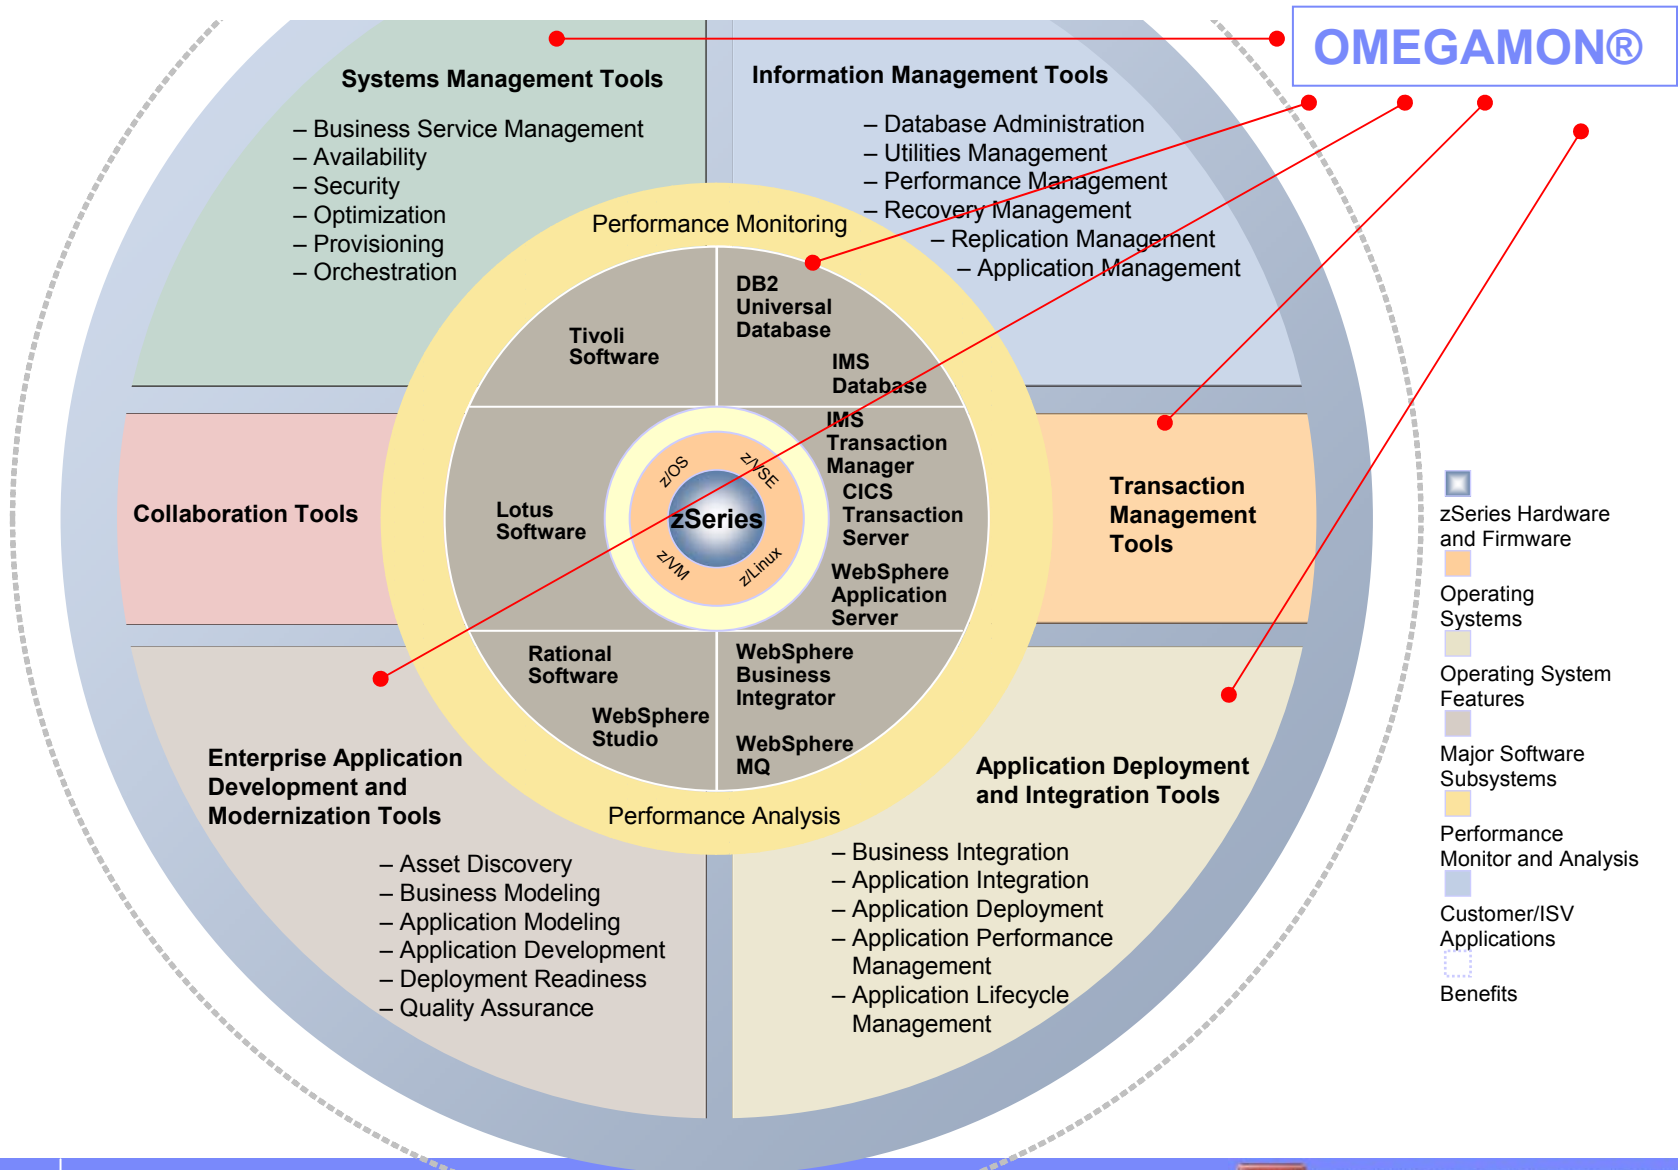 OMEGAMON®
Systems Management Tools
– Business Service Management
– Availability
– Security
– Optimization
– Provisioning
– Orchestration
Information Management Tools
– Database Administration
– Utilities Management
– Performance Management
– Recovery Management
– Replication Management
– Application Management
Performance Monitoring
Tivoli
Software
DB2
Universal
Database
IMS
Database
Collaboration Tools
Lotus
Software
z/OS
z/VSE
zSeries
z/VM
z/Linux
IMS
Transaction
Manager
CICS
Transaction
Server
WebSphere
Application
Server
Transaction
Management
Tools
Rational
Software
WebSphere
Studio
WebSphere
Business
Integrator
WebSphere
MQ
Performance Analysis
Enterprise Application
Development and
Modernization Tools
– Asset Discovery
– Business Modeling
– Application Modeling
– Application Development
– Deployment Readiness
– Quality Assurance
Application Deployment
and Integration Tools
– Business Integration
– Application Integration
– Application Deployment
– Application Performance
Management
– Application Lifecycle
Management
zSeries Hardware
and Firmware
Operating
Systems
Operating System
Features
Major Software
Subsystems
Performance
Monitor and Analysis
Customer/ISV
Applications
Benefits